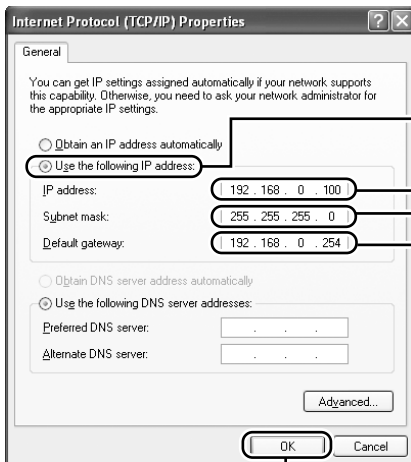 Internet Protocol (TCP/IP) Properties
General
You can get IP settings assigned automatically if your network supports
this capability. Otherwise, you need to ask your network administrator for
the appropriate IP settings.
Obtain an IP address automatically
Use the following IP address:
IP address: 192 . 168 . 0 . 100
Subnet mask: 255 . 255 . 255 . 0
Default gateway: 192 . 168 . 0 . 254
Obtain DNS server address automatically
Use the following DNS server addresses:
Preferred DNS server: . . .
Alternate DNS server: . . .
Advanced...
OK Cancel